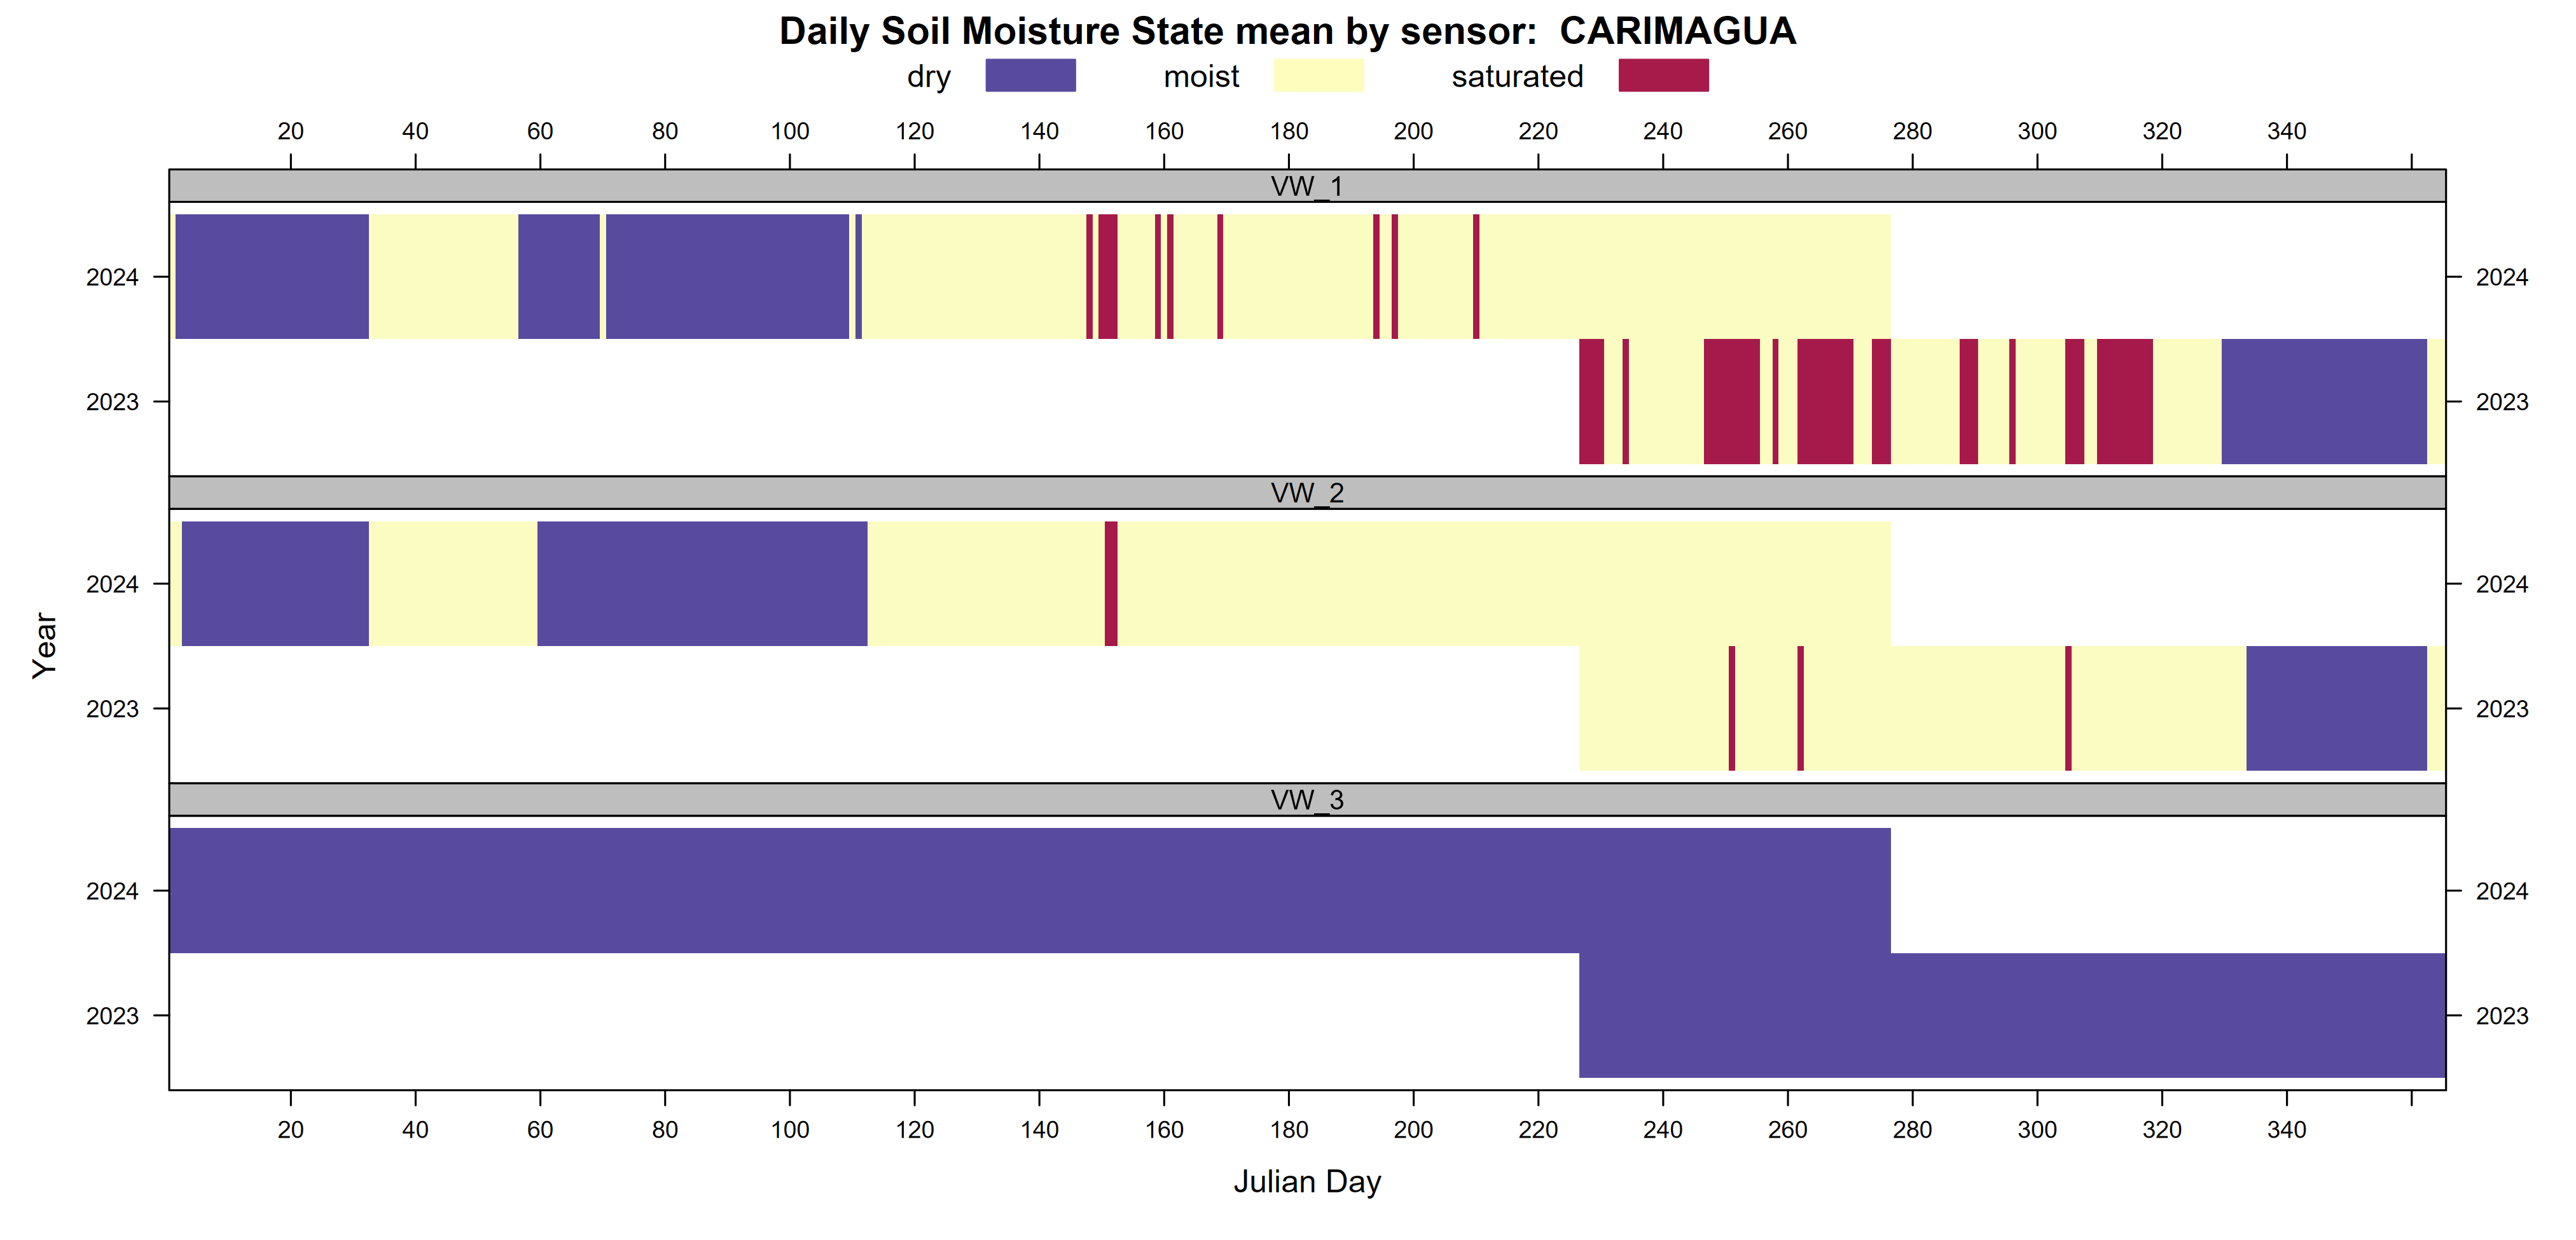 Daily Soil Moisture State mean by sensor:  CARIMAGUA
dry moist saturated
20 40 60 80 100 120 140 160 180 200 220 240 260 280 300 320 340
VW_1
2024 2024
2023 2023
VW_2
2024 2024
Year
2023 2023
VW_3
2024 2024
2023 2023
20 40 60 80 100 120 140 160 180 200 220 240 260 280 300 320 340
Julian Day